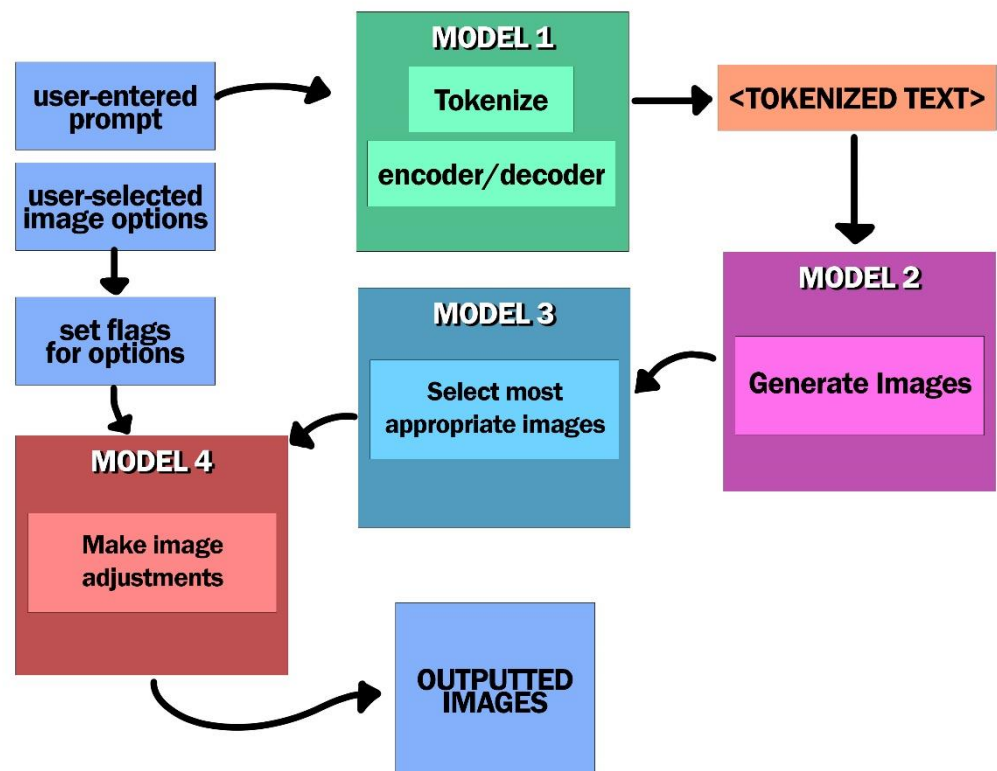 user-entered
prompt
user-selected
image options
set flags
for options
MODEL 1
Tokenize
encoder/decoder
<TOKENIZED TEXT>
MODEL 2
Generate Images
MODEL 3
Select most
appropriate images
MODEL 4
Make image
adjustments
OUTPUTTED
IMAGES